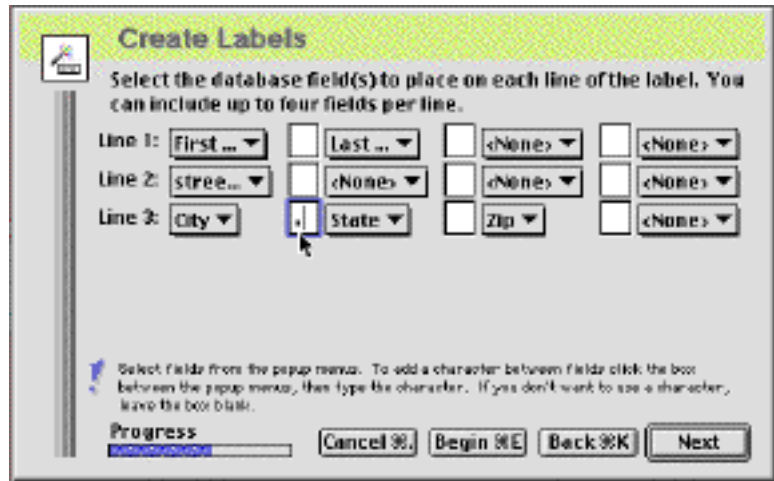 Create Labels
Select the database field(s) to place on each line of the label. You
can include up to four fields per line.
Line 1: First ... Last ... <None> <None>
Line 2: stree... <None> <None> <None>
Line 3: City , State Zip <None>
Select fields from the popup menus. To add a character between fields click the box
between the popup menus, then type the character. If you don't want to use a character,
leave the box blank.
Progress
Cancel ⌘. Begin ⌘E Back ⌘K Next